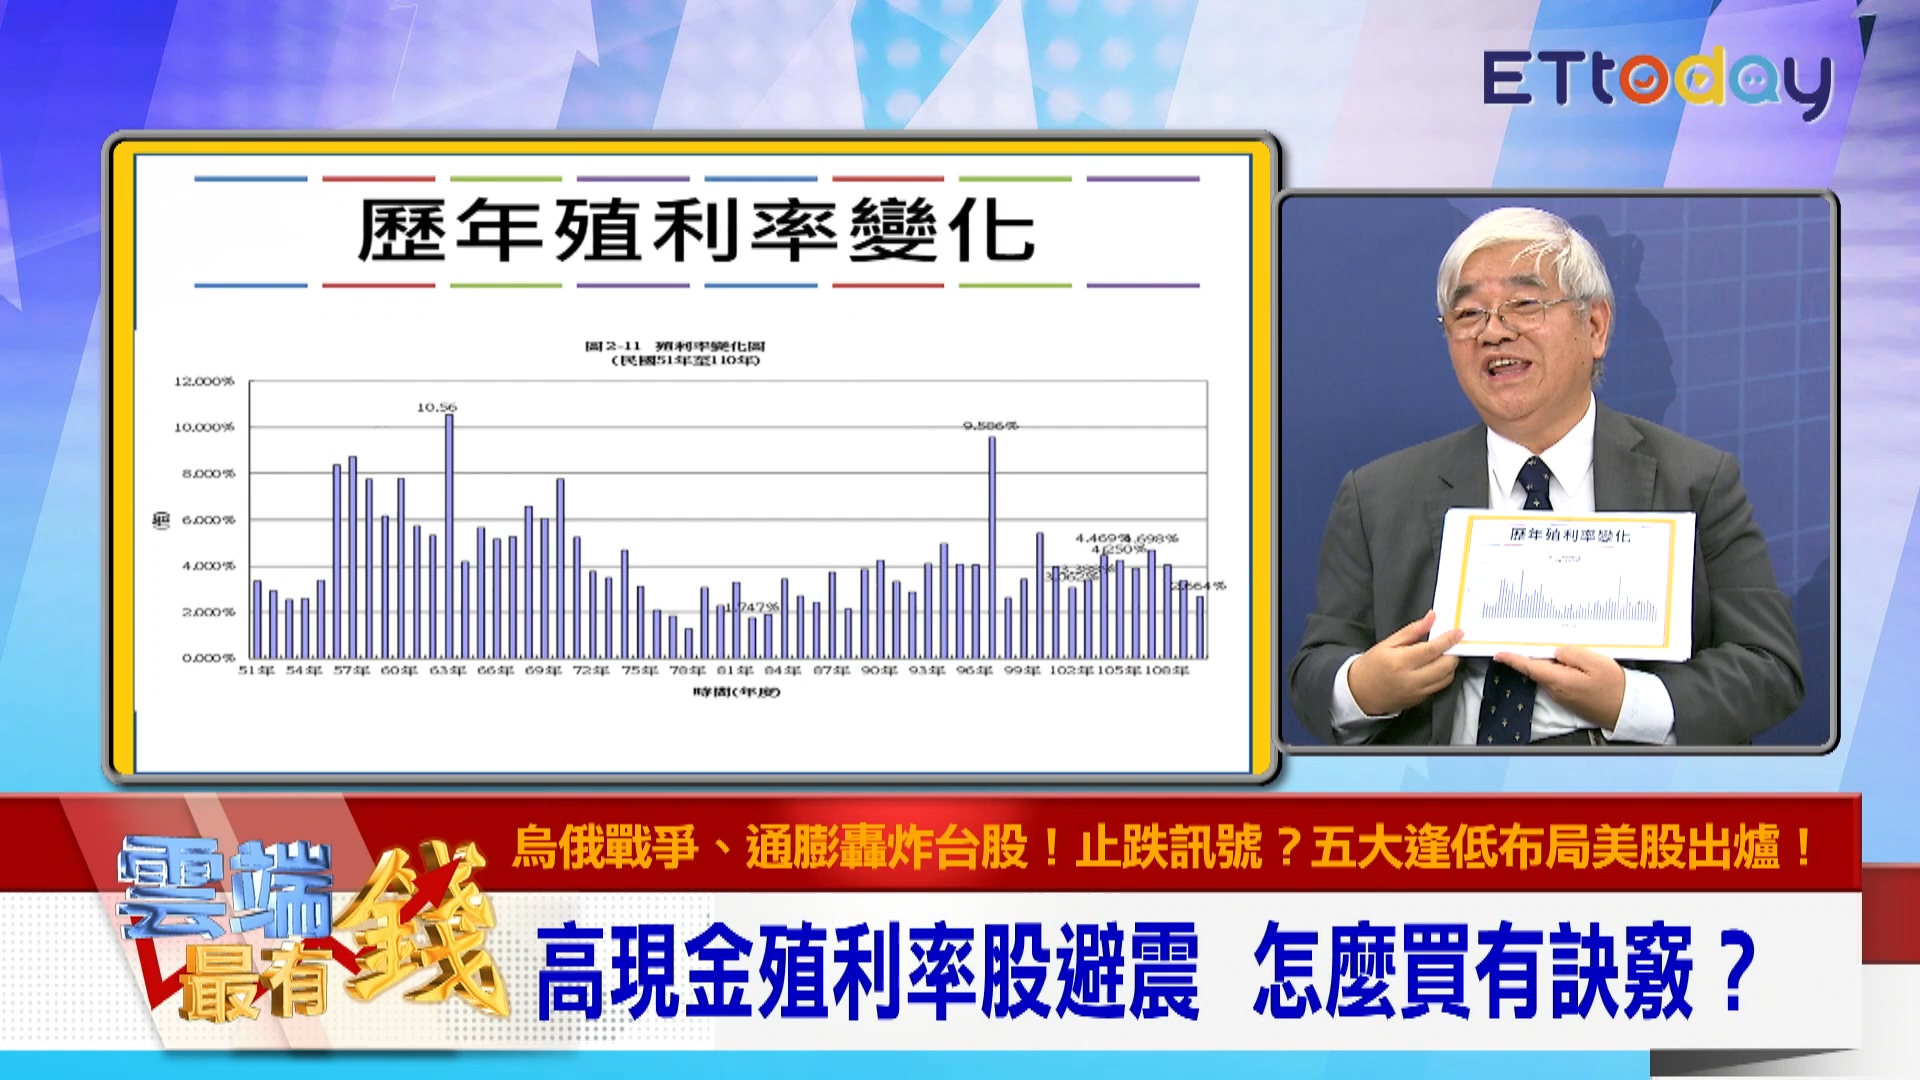 ETtoday
歷年殖利率變化
圖2-11 殖利率變化圖
(民國51年至110年)
12.000%
10.000%
8.000%
6.000%
4.000%
2.000%
0.000%
10.56
1.747%
9.586%
3.062%
4.469%
4.250%
4.698%
2.664%
51年 54年 57年 60年 63年 66年 69年 72年 75年 78年 81年 84年 87年 90年 93年 96年 99年 102年 105年 108年
時間(年度)
歷年殖利率變化
烏俄戰爭、通膨轟炸台股！止跌訊號？五大逢低布局美股出爐！
雲端最有錢
高現金殖利率股避震 怎麼買有訣竅？